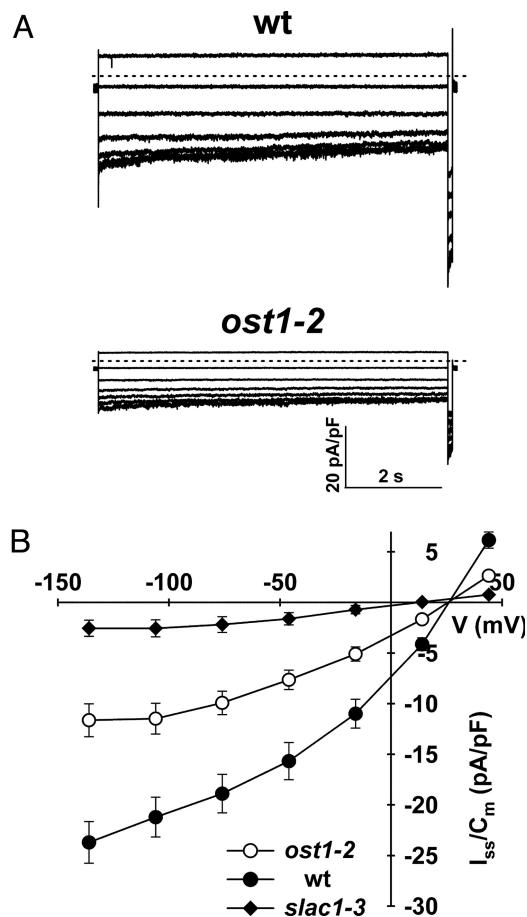 A
wt
ost1-2
20 pA/pF
2 s
B
5
-150 -100 -50 50
V (mV)
-5
-10
-15
-20
-25
-30
Iss/Cm (pA/pF)
ost1-2
wt
slac1-3